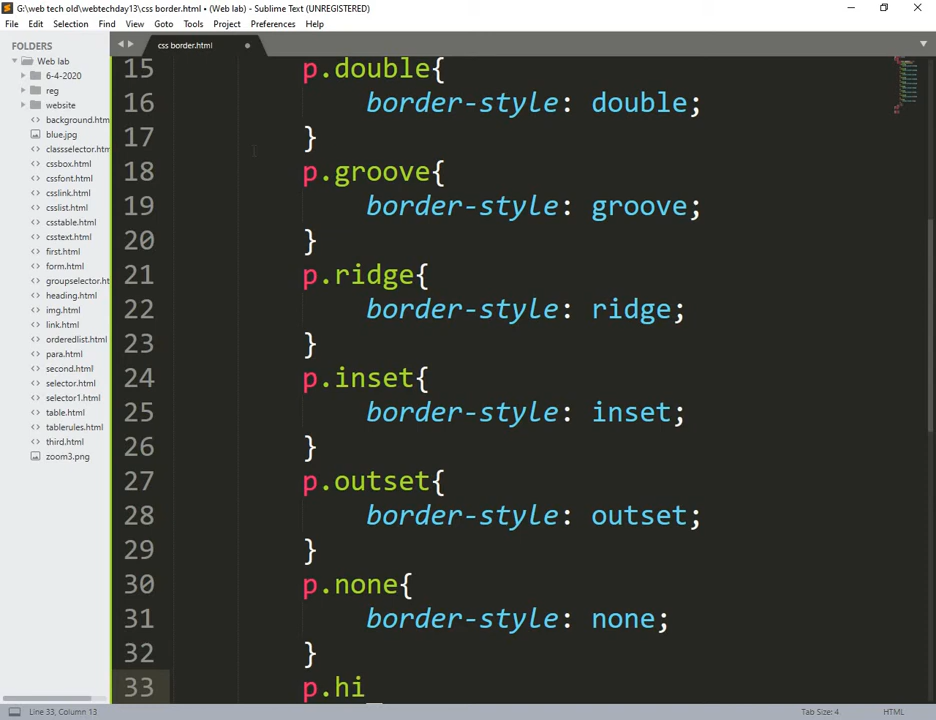 G:\web tech old\webtechday13\css border.html • (Web lab) - Sublime Text (UNREGISTERED)
File Edit Selection Find View Goto Tools Project Preferences Help
FOLDERS
Web lab
6-4-2020
reg
website
background.htm
blue.jpg
classselector.htm
cssbox.html
cssfont.html
csslink.html
csslist.html
csstable.html
csstext.html
first.html
form.html
groupselector.ht
heading.html
img.html
link.html
orderedlist.html
para.html
second.html
selector.html
selector1.html
table.html
tablerules.html
third.html
zoom3.png
css border.html
15 p.double{
16 border-style: double;
17 }
18 p.groove{
19 border-style: groove;
20 }
21 p.ridge{
22 border-style: ridge;
23 }
24 p.inset{
25 border-style: inset;
26 }
27 p.outset{
28 border-style: outset;
29 }
30 p.none{
31 border-style: none;
32 }
33 p.hi
Line 33, Column 13 Tab Size: 4 HTML